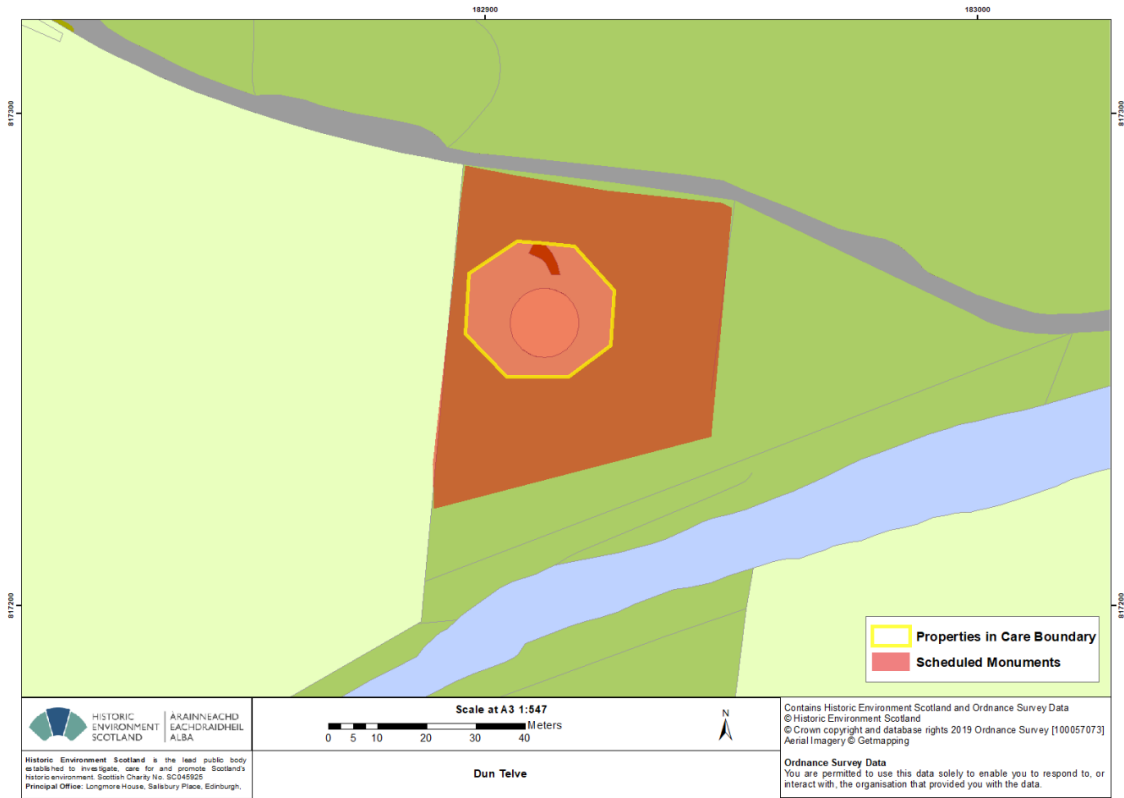 182900
183000
817300
817300
817200
817200
Properties in Care Boundary
Scheduled Monuments
HISTORIC
ENVIRONMENT
SCOTLAND
ÀRAINNEACHD
EACHDRAIDHEIL
ALBA
Historic Environment Scotland is the lead public body
established to investigate, care for and promote Scotland's
historic environment. Scottish Charity No. SC045925
Principal Office: Longmore House, Salisbury Place, Edinburgh,
Scale at A3 1:547
Meters
0 5 10 20 30 40
Dun Telve
N
Contains Historic Environment Scotland and Ordnance Survey Data
© Historic Environment Scotland
© Crown copyright and database rights 2019 Ordnance Survey [100057073]
Aerial Imagery © Getmapping
Ordnance Survey Data
You are permitted to use this data solely to enable you to respond to, or
interact with, the organisation that provided you with the data.